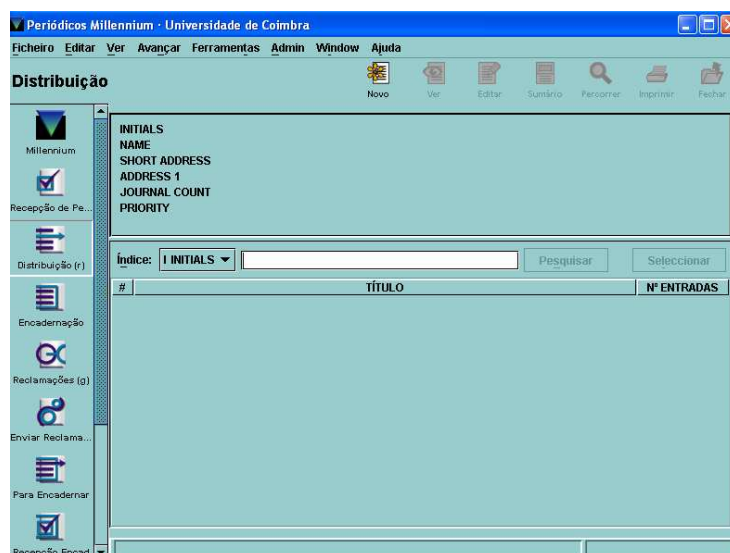 Periódicos Millennium · Universidade de Coimbra
Ficheiro Editar Ver Avançar Ferramentas Admin Window Ajuda
Distribuição
Novo Ver Editar Sumário Percorrer Imprimir Fechar
Millennium
Recepção de Pe...
Distribuição (r)
Encadernação
Reclamações (g)
Enviar Reclama...
Para Encadernar
Recepção Encad
INITIALS
NAME
SHORT ADDRESS
ADDRESS 1
JOURNAL COUNT
PRIORITY
Índice: I INITIALS Pesquisar Seleccionar
# TÍTULO Nº ENTRADAS